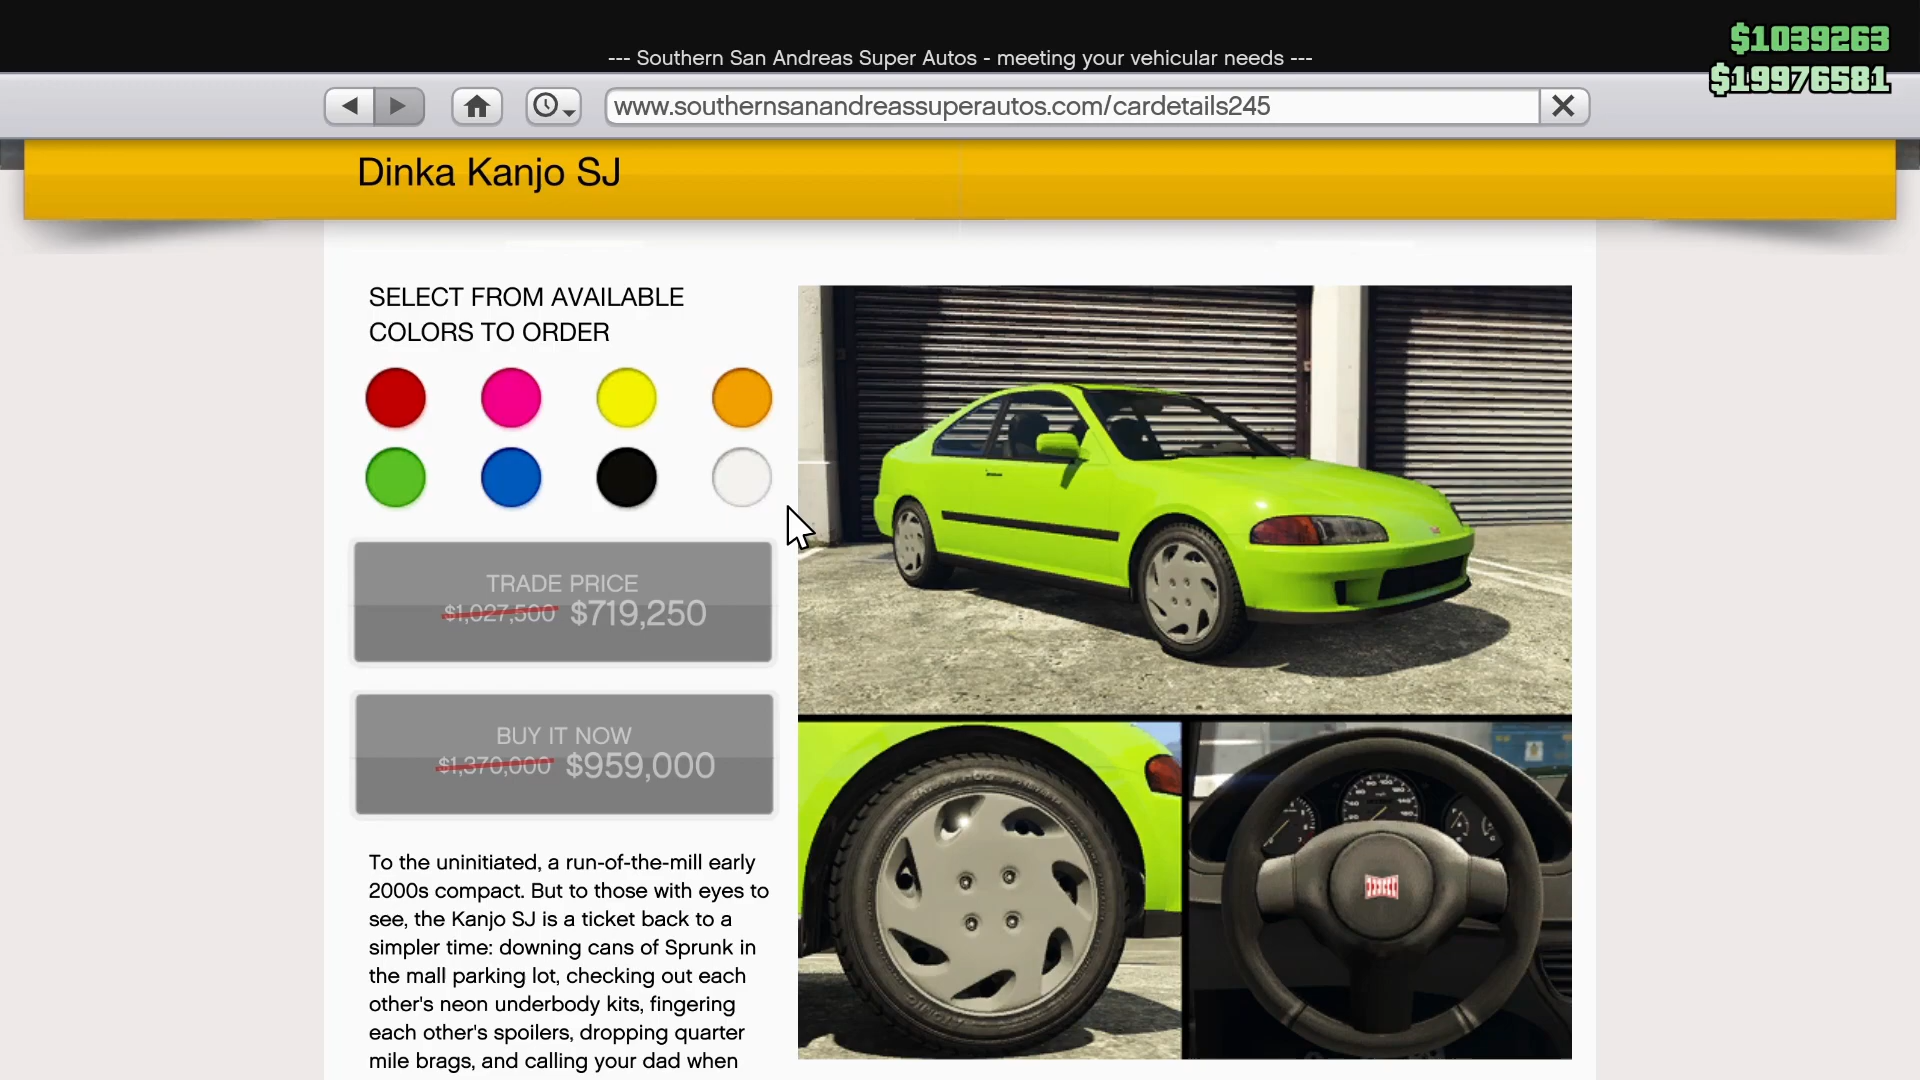 --- Southern San Andreas Super Autos - meeting your vehicular needs ---
$1039263
$19976581
www.southernsanandreassuperautos.com/cardetails245
Dinka Kanjo SJ
SELECT FROM AVAILABLE
COLORS TO ORDER
TRADE PRICE
$1,027,500 $719,250
BUY IT NOW
$1,370,000 $959,000
To the uninitiated, a run-of-the-mill early
2000s compact. But to those with eyes to
see, the Kanjo SJ is a ticket back to a
simpler time: downing cans of Sprunk in
the mall parking lot, checking out each
other's neon underbody kits, fingering
each other's spoilers, dropping quarter
mile brags, and calling your dad when